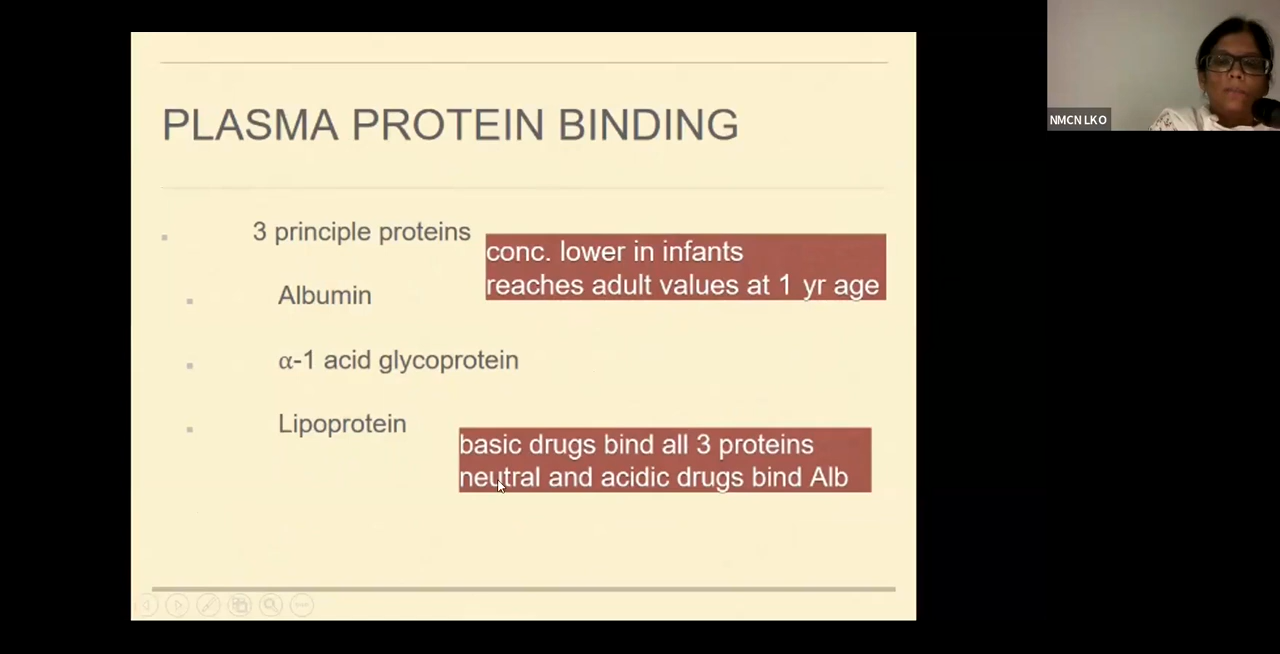 PLASMA PROTEIN BINDING
3 principle proteins
conc. lower in infants
reaches adult values at 1 yr age
Albumin
α-1 acid glycoprotein
Lipoprotein
basic drugs bind all 3 proteins
neutral and acidic drugs bind Alb
NMCN LKO